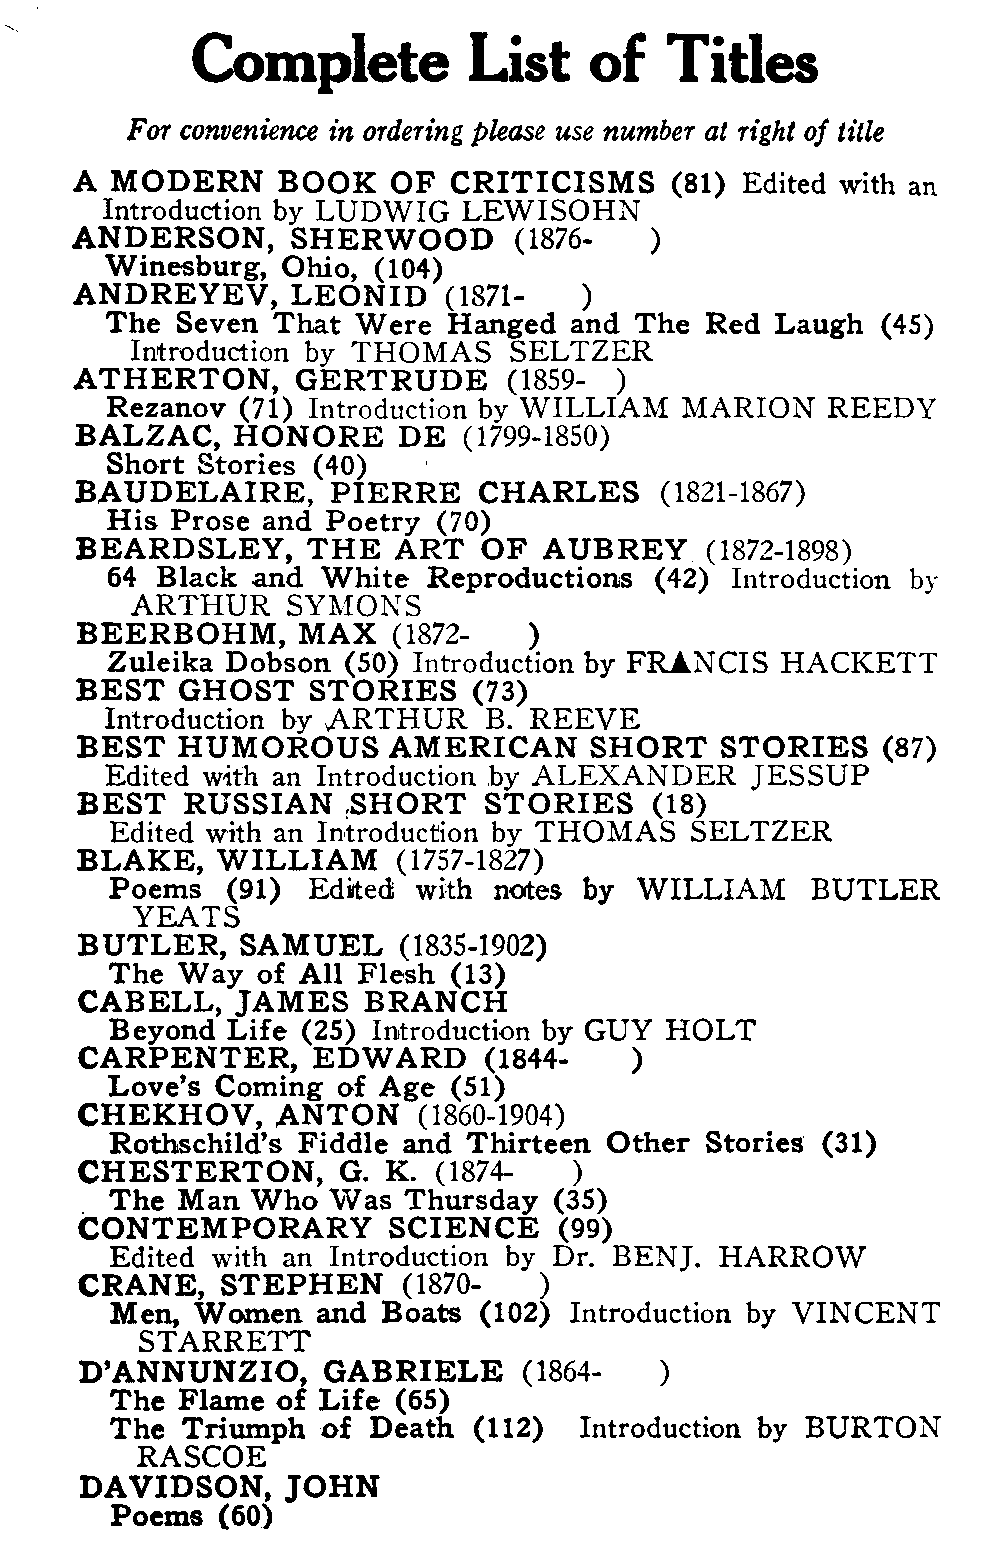 Complete List of Titles
For convenience in ordering please use number at right of title
A MODERN BOOK OF CRITICISMS (81) Edited with an
Introduction by LUDWIG LEWISOHN
ANDERSON, SHERWOOD (1876- )
Winesburg, Ohio, (104)
ANDREYEV, LEONID (1871- )
The Seven That Were Hanged and The Red Laugh (45)
Introduction by THOMAS SELTZER
ATHERTON, GERTRUDE (1859- )
Rezanov (71) Introduction by WILLIAM MARION REEDY
BALZAC, HONORE DE (1799-1850)
Short Stories (40)
BAUDELAIRE, PIERRE CHARLES (1821-1867)
His Prose and Poetry (70)
BEARDSLEY, THE ART OF AUBREY (1872-1898)
64 Black and White Reproductions (42) Introduction by
ARTHUR SYMONS
BEERBOHM, MAX (1872- )
Zuleika Dobson (50) Introduction by FRANCIS HACKETT
BEST GHOST STORIES (73)
Introduction by ARTHUR B. REEVE
BEST HUMOROUS AMERICAN SHORT STORIES (87)
Edited with an Introduction by ALEXANDER JESSUP
BEST RUSSIAN SHORT STORIES (18)
Edited with an Introduction by THOMAS SELTZER
BLAKE, WILLIAM (1757-1827)
Poems (91) Edited with notes by WILLIAM BUTLER
YEATS
BUTLER, SAMUEL (1835-1902)
The Way of All Flesh (13)
CABELL, JAMES BRANCH
Beyond Life (25) Introduction by GUY HOLT
CARPENTER, EDWARD (1844- )
Love's Coming of Age (51)
CHEKHOV, ANTON (1860-1904)
Rothschild's Fiddle and Thirteen Other Stories (31)
CHESTERTON, G. K. (1874- )
The Man Who Was Thursday (35)
CONTEMPORARY SCIENCE (99)
Edited with an Introduction by Dr. BENJ. HARROW
CRANE, STEPHEN (1870- )
Men, Women and Boats (102) Introduction by VINCENT
STARRETT
D'ANNUNZIO, GABRIELE (1864- )
The Flame of Life (65)
The Triumph of Death (112) Introduction by BURTON
RASCOE
DAVIDSON, JOHN
Poems (60)